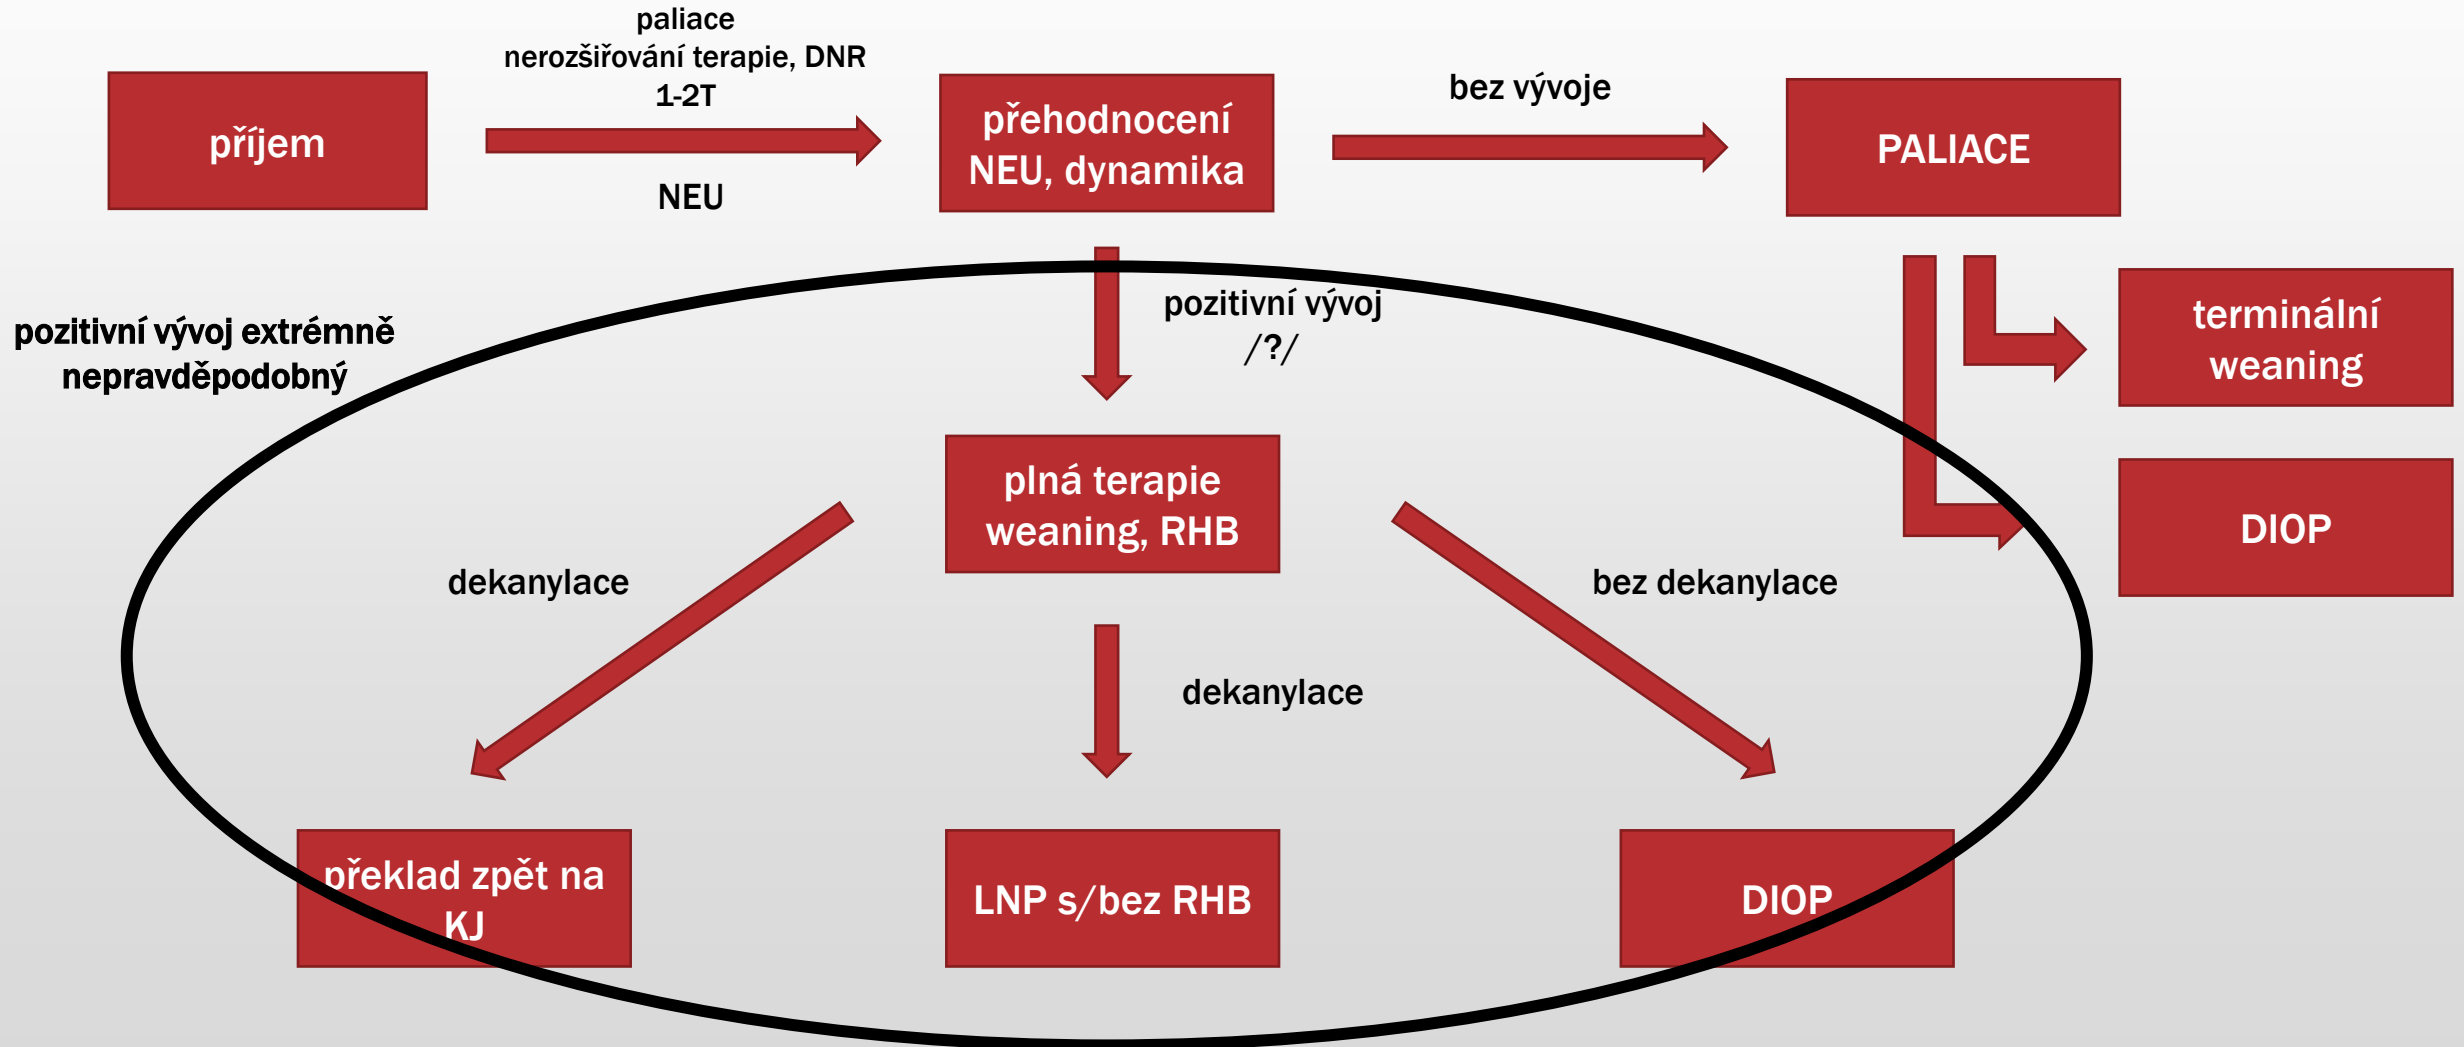 příjem
paliace
nerozšiřování terapie, DNR
1-2T
NEU
přehodnocení
NEU, dynamika
bez vývoje
PALIACE
pozitivní vývoj extrémně
nepravděpodobný
pozitivní vývoj
/?/
terminální
weaning
plná terapie
weaning, RHB
DIOP
dekanylace
bez dekanylace
dekanylace
překlad zpět na
KJ
LNP s/bez RHB
DIOP